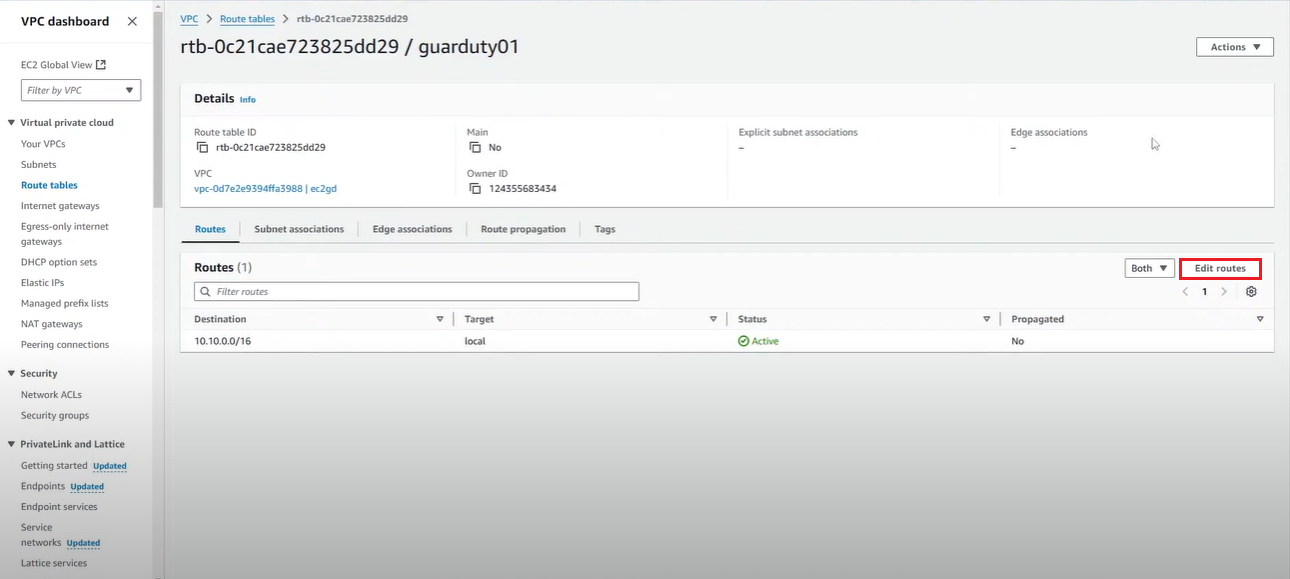 VPC dashboard
EC2 Global View
Filter by VPC
Virtual private cloud
Your VPCs
Subnets
Route tables
Internet gateways
Egress-only internet
gateways
DHCP option sets
Elastic IPs
Managed prefix lists
NAT gateways
Peering connections
Security
Network ACLs
Security groups
PrivateLink and Lattice
Getting started Updated
Endpoints Updated
Endpoint services
Service
networks Updated
Lattice services
VPC > Route tables > rtb-0c21cae723825dd29
rtb-0c21cae723825dd29 / guarduty01
Actions
Details Info
Route table ID
rtb-0c21cae723825dd29
Main
No
Explicit subnet associations
–
Edge associations
–
VPC
vpc-0d7e2e9394ffa3988 | ec2gd
Owner ID
124355683434
Routes Subnet associations Edge associations Route propagation Tags
Routes (1)
Both Edit routes
Filter routes
1
Destination Target Status Propagated
10.10.0.0/16 local Active No